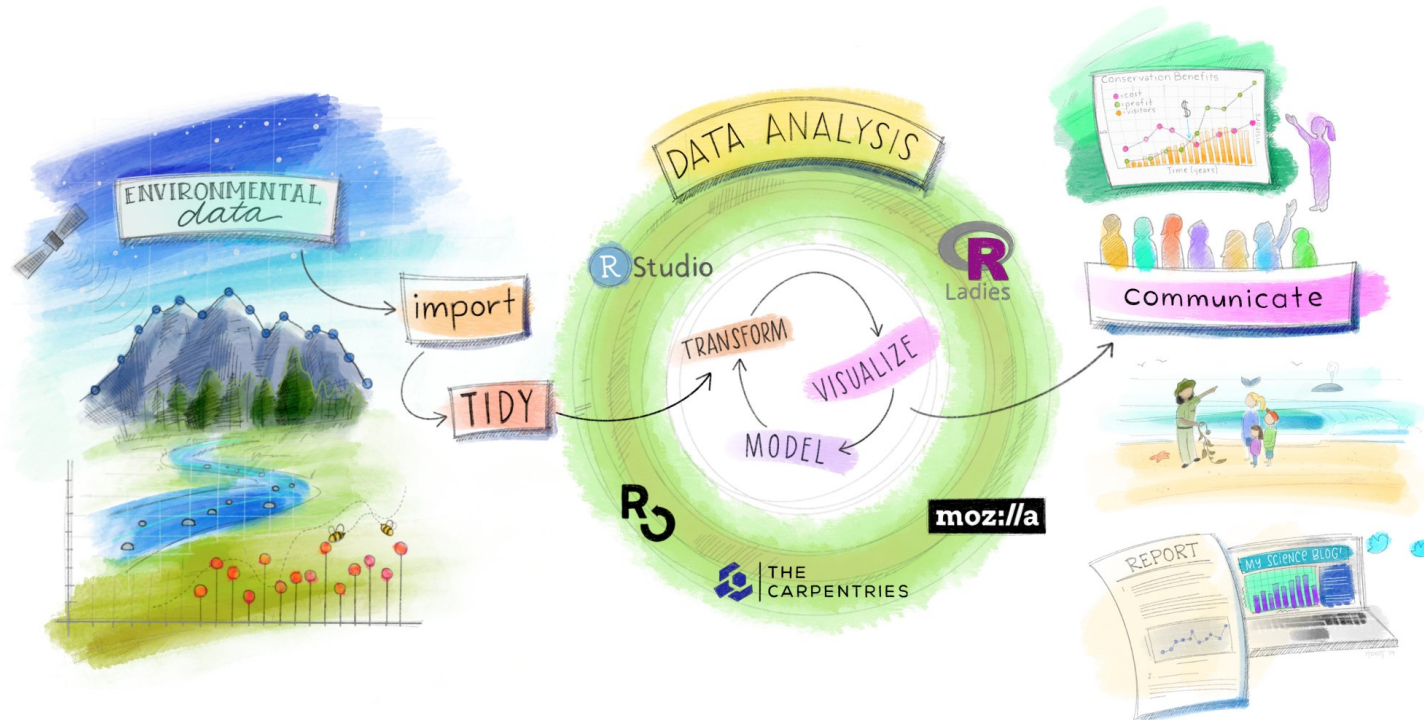 ENVIRONMENTAL
data
import
TIDY
DATA ANALYSIS
R Studio
R
Ladies
TRANSFORM
VISUALIZE
MODEL
RO
moz://a
THE
CARPENTRIES
Conservation Benefits
=cost
=profit
=visitors
$
Time (years)
communicate
REPORT
MY SCIENCE BLOG!